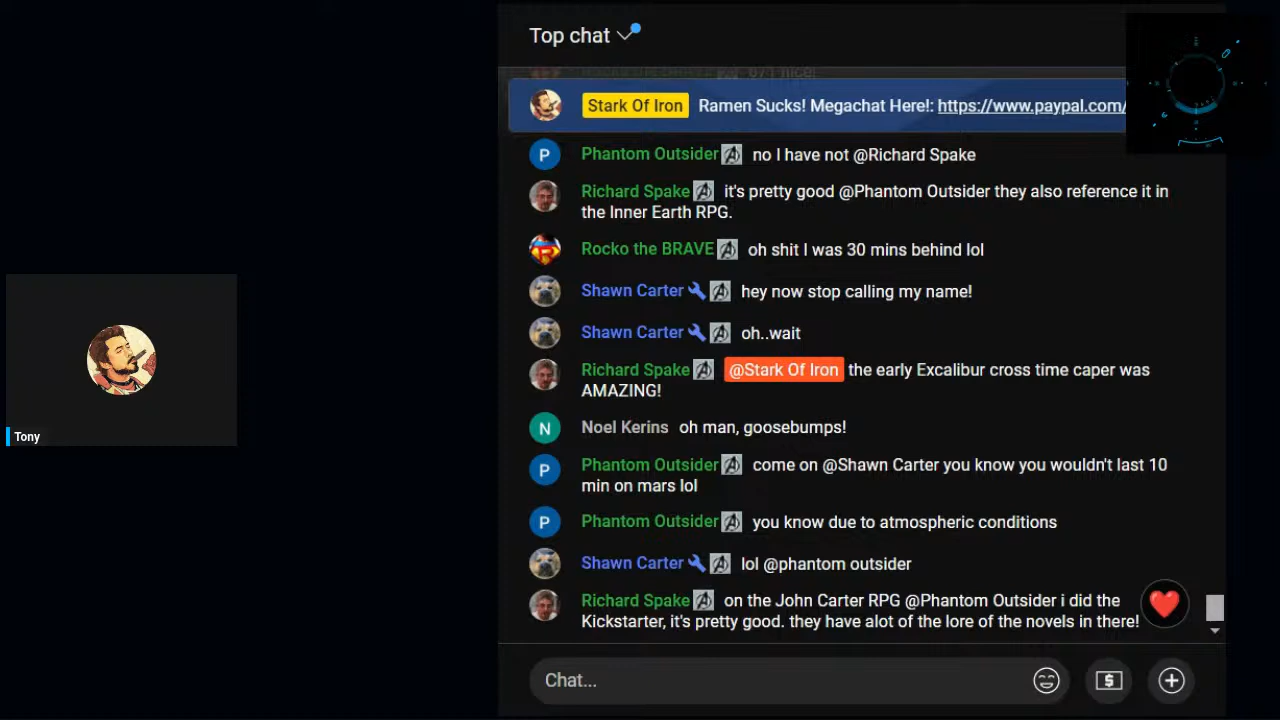 Top chat
Stark Of Iron Ramen Sucks! Megachat Here!: https://www.paypal.com/
P Phantom Outsider no I have not @Richard Spake
Richard Spake it's pretty good @Phantom Outsider they also reference it in
the Inner Earth RPG.
Rocko the BRAVE oh shit I was 30 mins behind lol
Shawn Carter hey now stop calling my name!
Shawn Carter oh..wait
Richard Spake @Stark Of Iron the early Excalibur cross time caper was
AMAZING!
N Noel Kerins oh man, goosebumps!
P Phantom Outsider come on @Shawn Carter you know you wouldn't last 10
min on mars lol
P Phantom Outsider you know due to atmospheric conditions
Shawn Carter lol @phantom outsider
Richard Spake on the John Carter RPG @Phantom Outsider i did the
Kickstarter, it's pretty good. they have alot of the lore of the novels in there!
Chat...
Tony